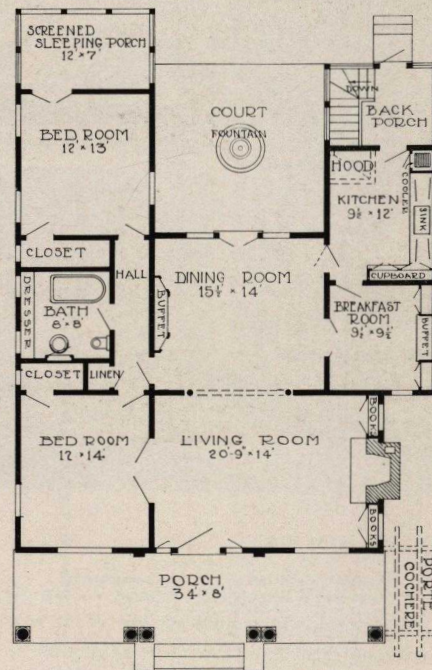 SCREENED
SLEEPING PORCH
12'×7'
COURT
FOUNTAIN
DOWN
BACK
PORCH
BED ROOM
12'×13'
HOOD
COOLER
KITCHEN
9½×12'
SINK
CLOSET
HALL
DINING ROOM
15½'×14'
CUPBOARD
DRESSER
BATH
8'×8'
BUFFET
BREAKFAST
ROOM
9½'×9½'
BUFFET
CLOSET
LINEN
BOOKS
BED ROOM
12×14'
LIVING ROOM
20'-9"×14'
BOOKS
PORCH
34'×8'
PORTE
COCHERE